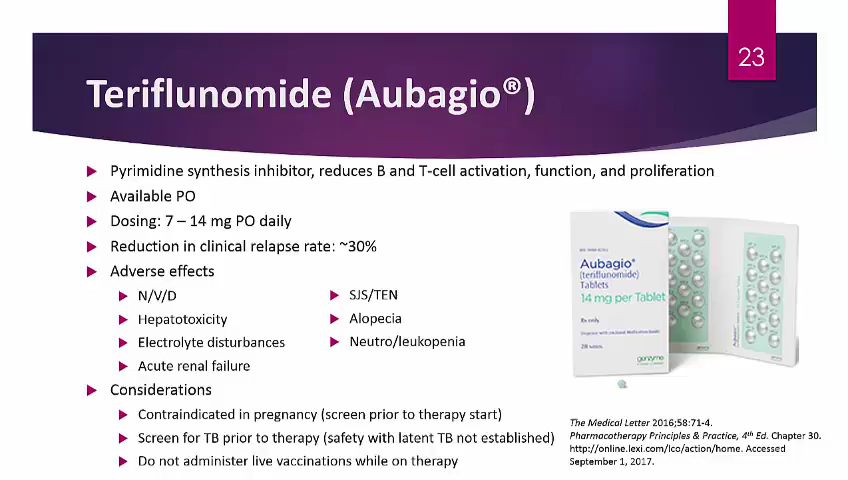 23
Teriflunomide (Aubagio®)
Pyrimidine synthesis inhibitor, reduces B and T-cell activation, function, and proliferation
Available PO
Dosing: 7 – 14 mg PO daily
Reduction in clinical relapse rate: ~30%
Adverse effects
N/V/D
Hepatotoxicity
Electrolyte disturbances
Acute renal failure
SJS/TEN
Alopecia
Neutro/leukopenia
Considerations
Contraindicated in pregnancy (screen prior to therapy start)
Screen for TB prior to therapy (safety with latent TB not established)
Do not administer live vaccinations while on therapy
Aubagio®
(teriflunomide)
Tablets
14 mg per Tablet
Rx only
28 tablets
genzyme
The Medical Letter 2016;58:71-4.
Pharmacotherapy Principles & Practice, 4th Ed. Chapter 30.
http://online.lexi.com/lco/action/home. Accessed
September 1, 2017.